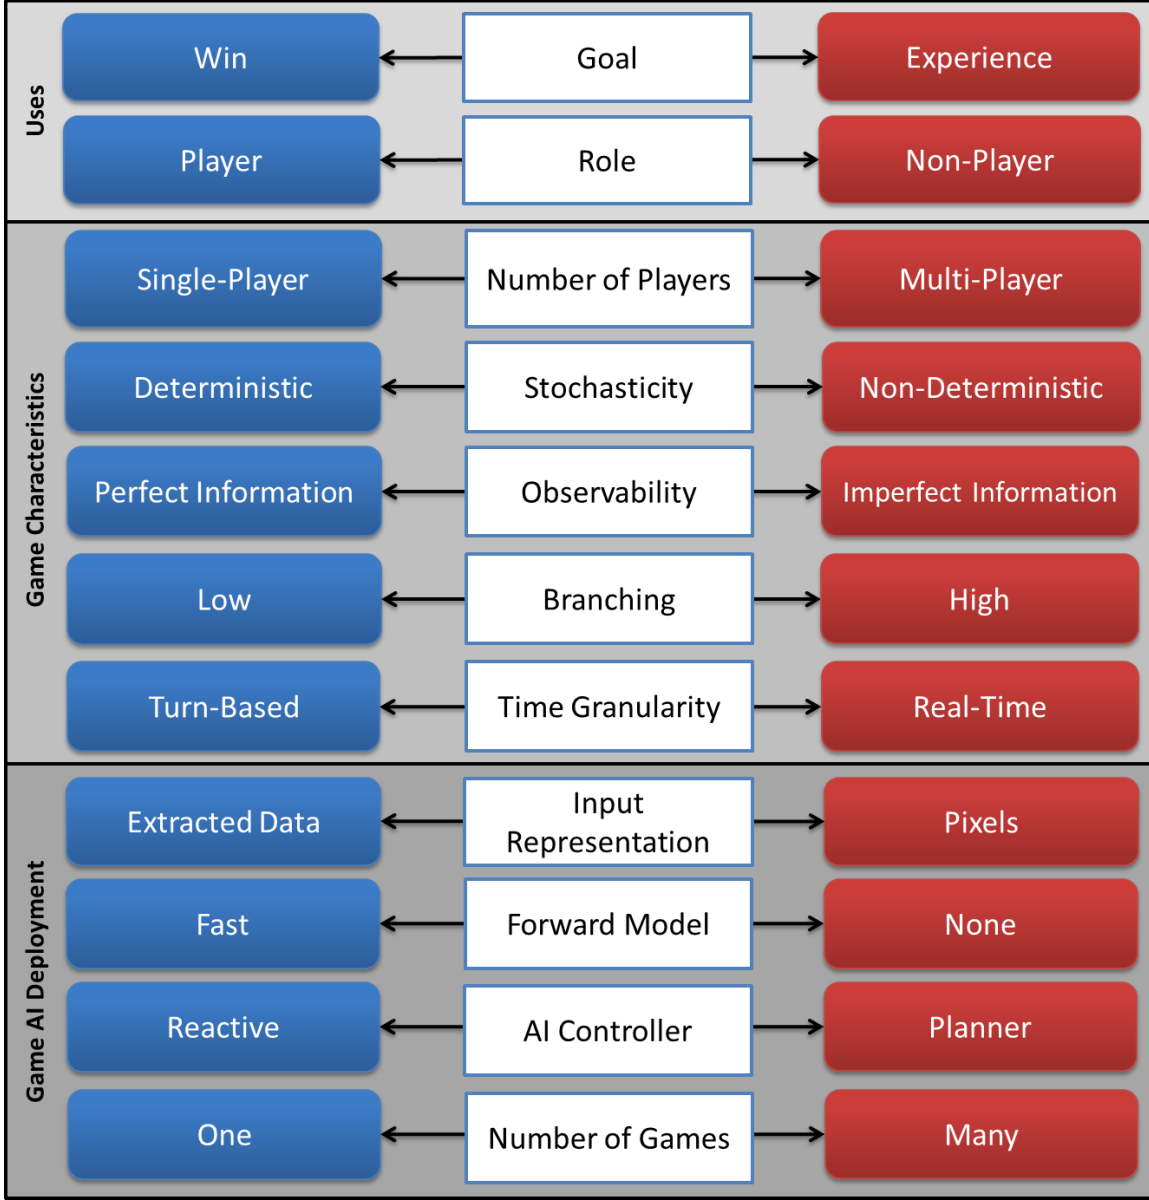 Uses
Win
Goal
Experience
Player
Role
Non-Player
Game Characteristics
Single-Player
Number of Players
Multi-Player
Deterministic
Stochasticity
Non-Deterministic
Perfect Information
Observability
Imperfect Information
Low
Branching
High
Turn-Based
Time Granularity
Real-Time
Game AI Deployment
Extracted Data
Input
Representation
Pixels
Fast
Forward Model
None
Reactive
AI Controller
Planner
One
Number of Games
Many